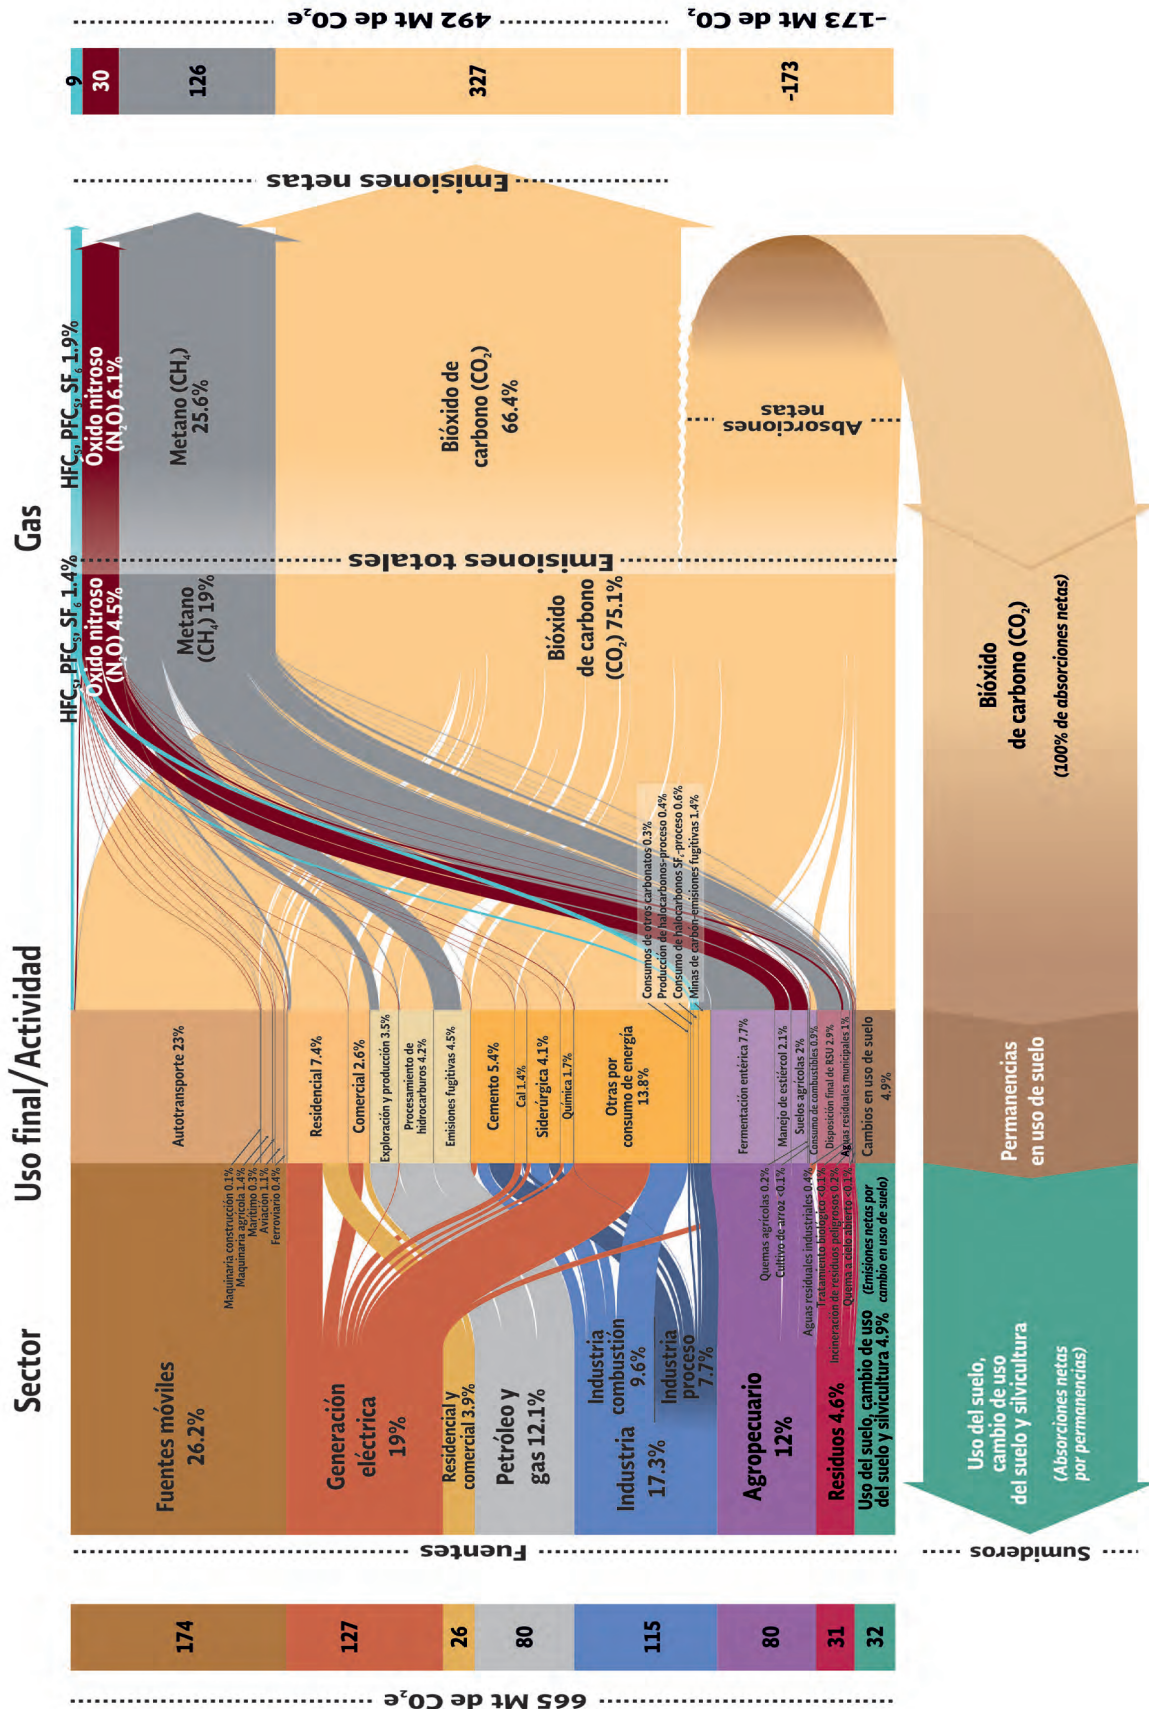 Sector
Uso final/Actividad
Gas
665 Mt de C0₂e
174
127
26
80
115
80
31
32
Fuentes
Sumideros
Fuentes móviles
26.2%
Generación
eléctrica
19%
Residencial y
comercial 3.9%
Petróleo y
gas 12.1%
Industria
17.3%
Industria
combustión
9.6%
Industria
proceso
7.7%
Agropecuario
12%
Residuos 4.6%
Uso del suelo, cambio de uso
del suelo y silvicultura 4.9%
(Emisiones netas por
cambio en uso de suelo)
Uso del suelo,
cambio de uso
del suelo y silvicultura
(Absorciones netas
por permanencias)
Autotransporte 23%
Maquinaria construcción 0.1%
Maquinaria agrícola 1.4%
Marítimo 0.3%
Aviación 1.1%
Ferroviario 0.4%
Residencial 7.4%
Comercial 2.6%
Exploración y producción 3.5%
Procesamiento de
hidrocarburos 4.2%
Emisiones fugitivas 4.5%
Cemento 5.4%
Cal 1.4%
Siderúrgica 4.1%
Química 1.7%
Otras por
consumo de energía
13.8%
Consumos de otros carbonatos 0.3%
Producción de halocarbonos-proceso 0.4%
Consumo de halocarbonos SF₆-proceso 0.6%
Minas de carbón-emisiones fugitivas 1.4%
Fermentación entérica 7.7%
Manejo de estiércol 2.1%
Suelos agrícolas 2%
Consumo de combustibles 0.9%
Quemas agrícolas 0.2%
Cultivo de arroz <0.1%
Disposición final de RSU 2.9%
Aguas residuales municipales 1%
Aguas residuales industriales 0.4%
Tratamiento biológico <0.1%
Incineración de residuos peligrosos 0.2%
Quema a cielo abierto <0.1%
Cambios en uso de suelo
4.9%
Permanencias
en uso de suelo
HFCₛ, PFCₛ, SF₆ 1.4%
Óxido nitroso
(N₂O) 4.5%
Metano
(CH₄) 19%
Bióxido
de carbono
(CO₂) 75.1%
Emisiones totales
HFCₛ, PFCₛ, SF₆ 1.9%
Óxido nitroso
(N₂O) 6.1%
Metano (CH₄)
25.6%
Bióxido de
carbono (CO₂)
66.4%
Absorciones
netas
Bióxido
de carbono (CO₂)
(100% de absorciones netas)
Emisiones netas
9
30
126
327
-173
492 Mt de C0₂e
-173 Mt de CO₂